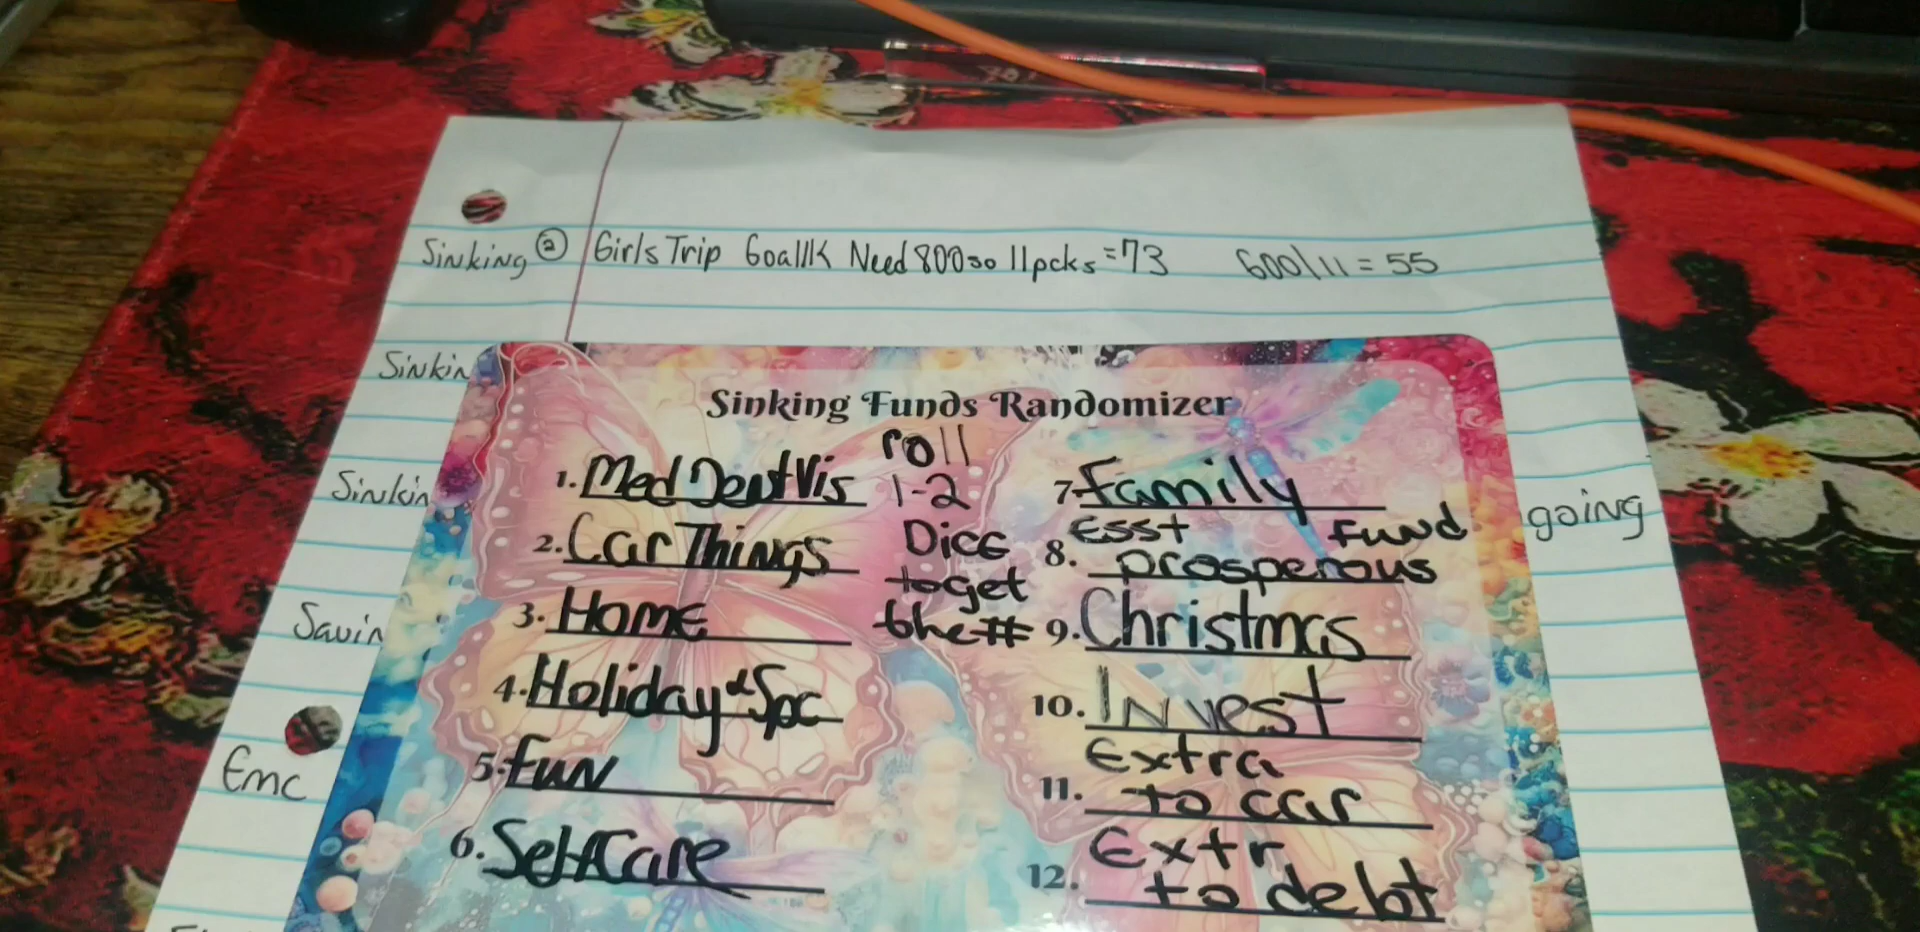 Sinking ② Girls Trip Goal 1K Need 800 so 11 pcks = 73 600/11 = 55
Sinkin
Sinkin
going
Savin
Emc
Sinking Funds Randomizer
roll
1-2
Dice
to get
the #
1. Med Dent Vis
2. Car Things
3. Home
4. Holiday & Spc
5. Fun
6. Self Care
7. Family
8. Esst Fund
prosperous
9. Christmas
10. Invest
11. Extra
to car
12. Extr
to debt